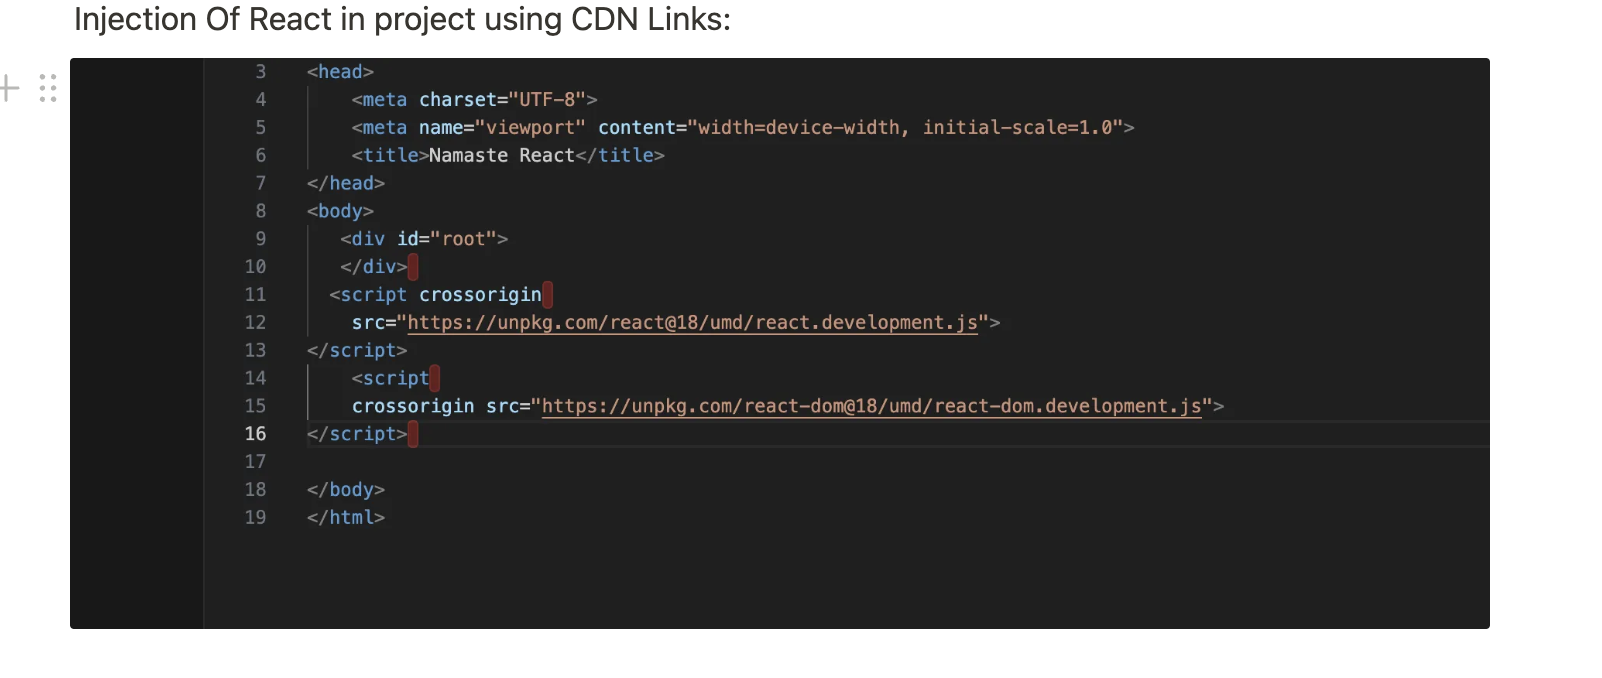 Injection Of React in project using CDN Links:
3 <head>
4 <meta charset="UTF-8">
5 <meta name="viewport" content="width=device-width, initial-scale=1.0">
6 <title>Namaste React</title>
7 </head>
8 <body>
9 <div id="root">
10 </div>
11 <script crossorigin
12 src="https://unpkg.com/react@18/umd/react.development.js">
13 </script>
14 <script
15 crossorigin src="https://unpkg.com/react-dom@18/umd/react-dom.development.js">
16 </script>
17
18 </body>
19 </html>